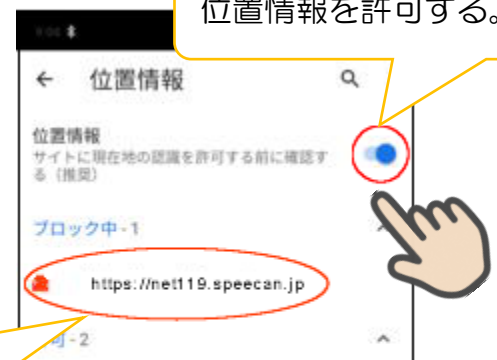 位置情報を許可する。
位置情報
位置情報
サイトに現在地の認識を許可する前に確認す
る（推奨）
ブロック中 - 1
https://net119.speecan.jp
可 - 2